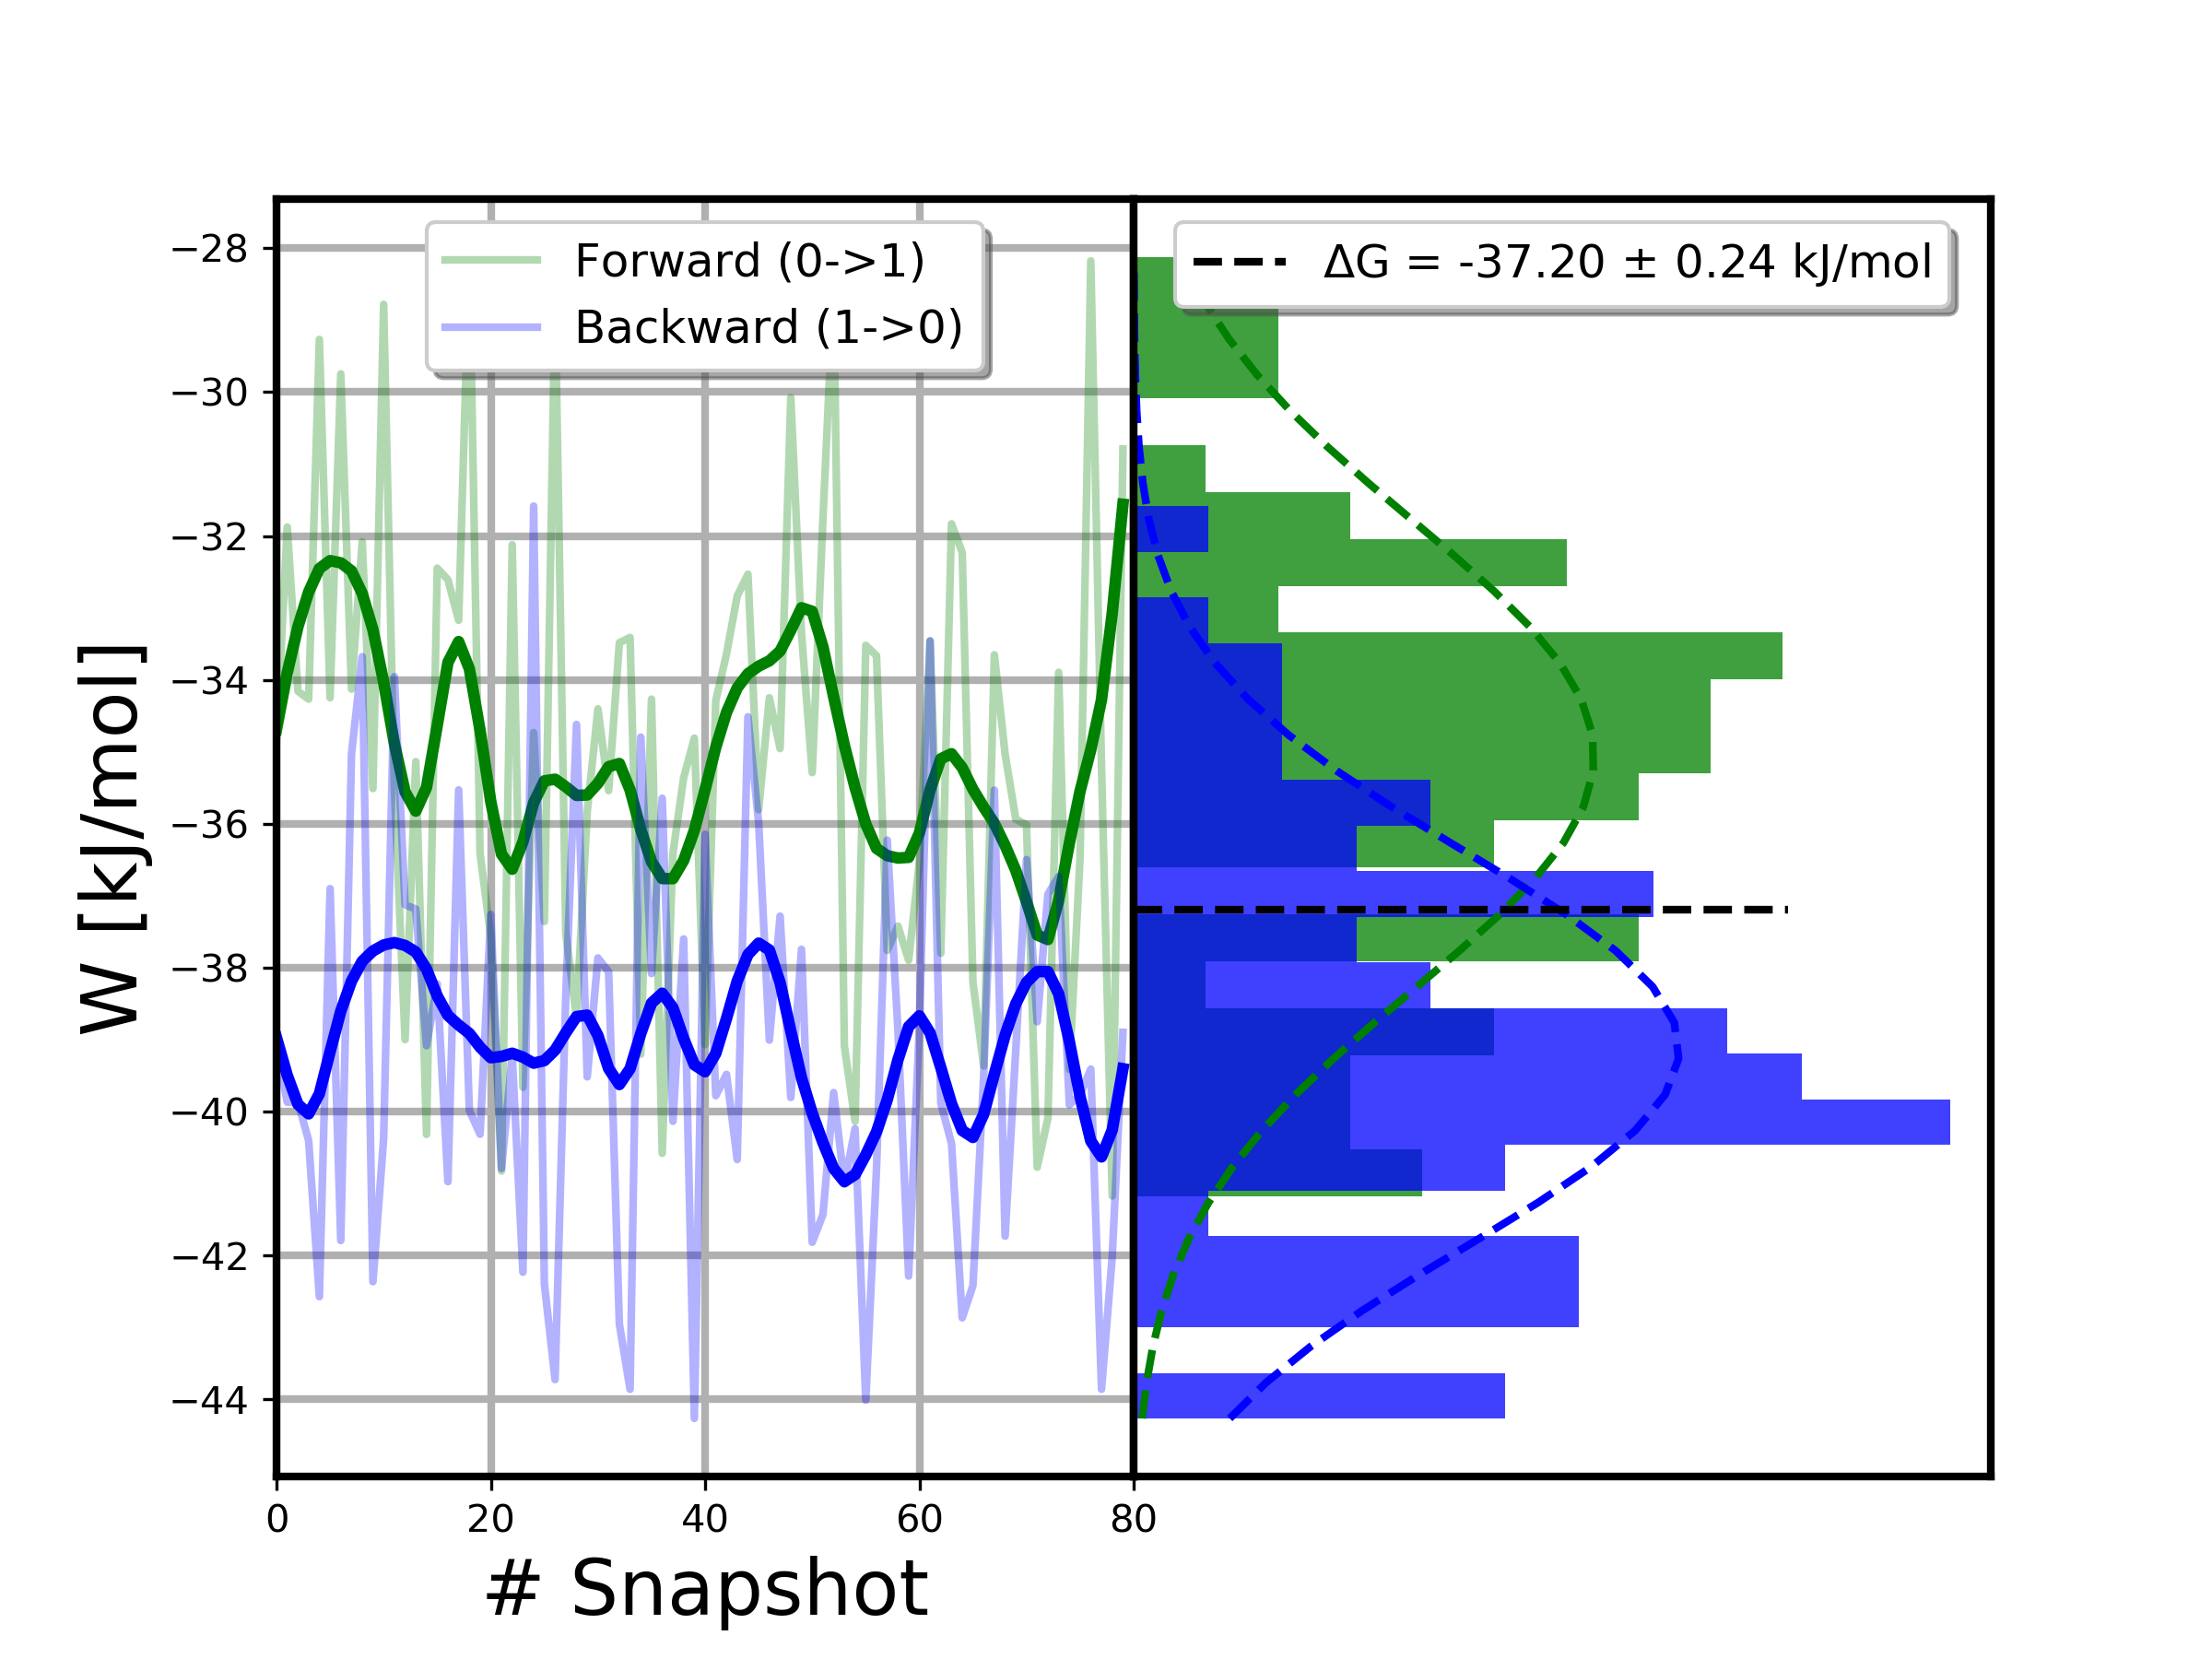 Forward (0->1)
Backward (1->0)
ΔG = -37.20 ± 0.24 kJ/mol
W [kJ/mol]
−28
−30
−32
−34
−36
−38
−40
−42
−44
0 20 40 60 80
# Snapshot